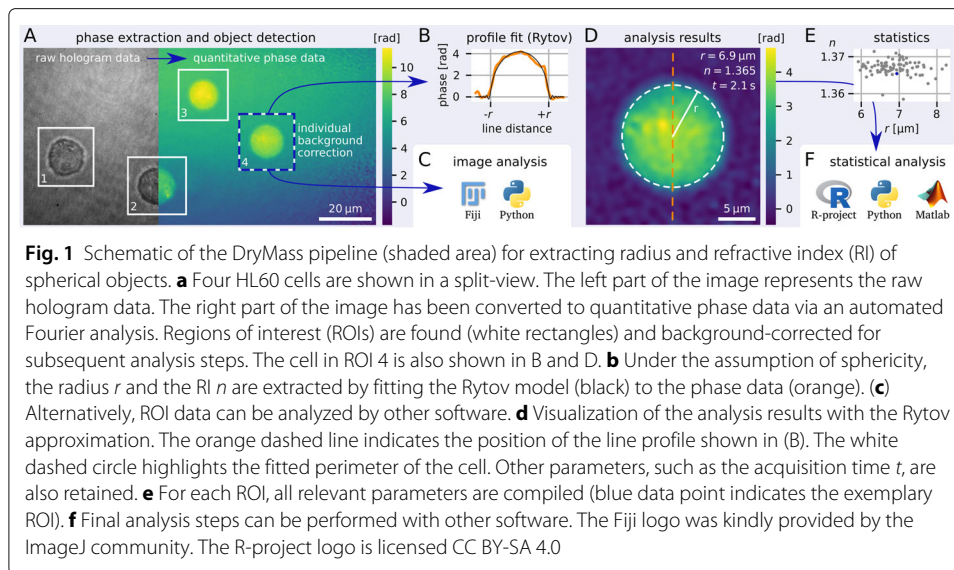 A phase extraction and object detection [rad]
raw hologram data → quantitative phase data
3
1
2
4
individual
background
correction
20 µm
10
8
6
4
2
0
B profile fit (Rytov)
phase [rad]
4
2
0
-r +r
line distance
C image analysis
Fiji Python
D analysis results [rad]
r = 6.9 µm
n = 1.365
t = 2.1 s
r
5 µm
4
3
2
1
0
E statistics
n
1.37
1.36
6 7 8
r [µm]
F statistical analysis
R-project Python Matlab
Fig. 1 Schematic of the DryMass pipeline (shaded area) for extracting radius and refractive index (RI) of
spherical objects. a Four HL60 cells are shown in a split-view. The left part of the image represents the raw
hologram data. The right part of the image has been converted to quantitative phase data via an automated
Fourier analysis. Regions of interest (ROIs) are found (white rectangles) and background-corrected for
subsequent analysis steps. The cell in ROI 4 is also shown in B and D. b Under the assumption of sphericity,
the radius r and the RI n are extracted by fitting the Rytov model (black) to the phase data (orange). (c)
Alternatively, ROI data can be analyzed by other software. d Visualization of the analysis results with the Rytov
approximation. The orange dashed line indicates the position of the line profile shown in (B). The white
dashed circle highlights the fitted perimeter of the cell. Other parameters, such as the acquisition time t, are
also retained. e For each ROI, all relevant parameters are compiled (blue data point indicates the exemplary
ROI). f Final analysis steps can be performed with other software. The Fiji logo was kindly provided by the
ImageJ community. The R-project logo is licensed CC BY-SA 4.0